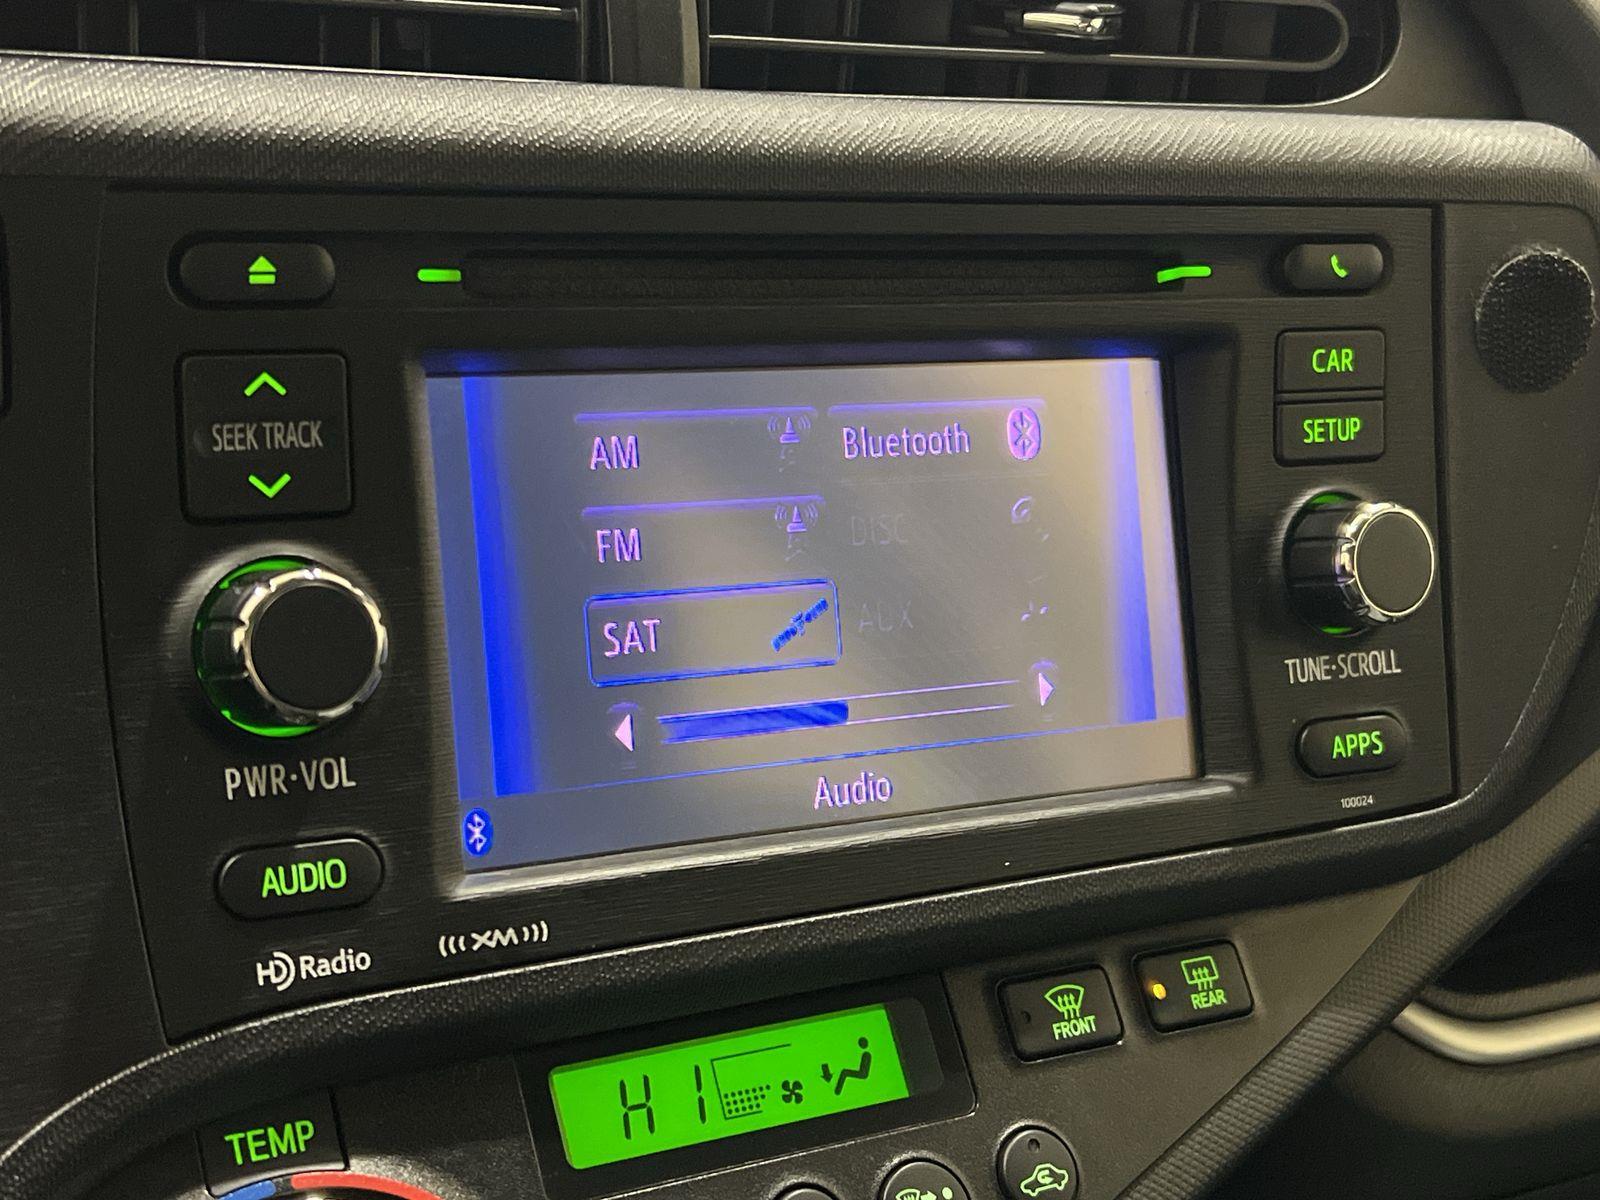 CAR
SEEK TRACK
SETUP
AM
Bluetooth
FM
DISC
SAT
AUX
TUNE·SCROLL
PWR·VOL
APPS
Audio
100024
AUDIO
HD Radio
(((XM)))
FRONT
REAR
HI
TEMP